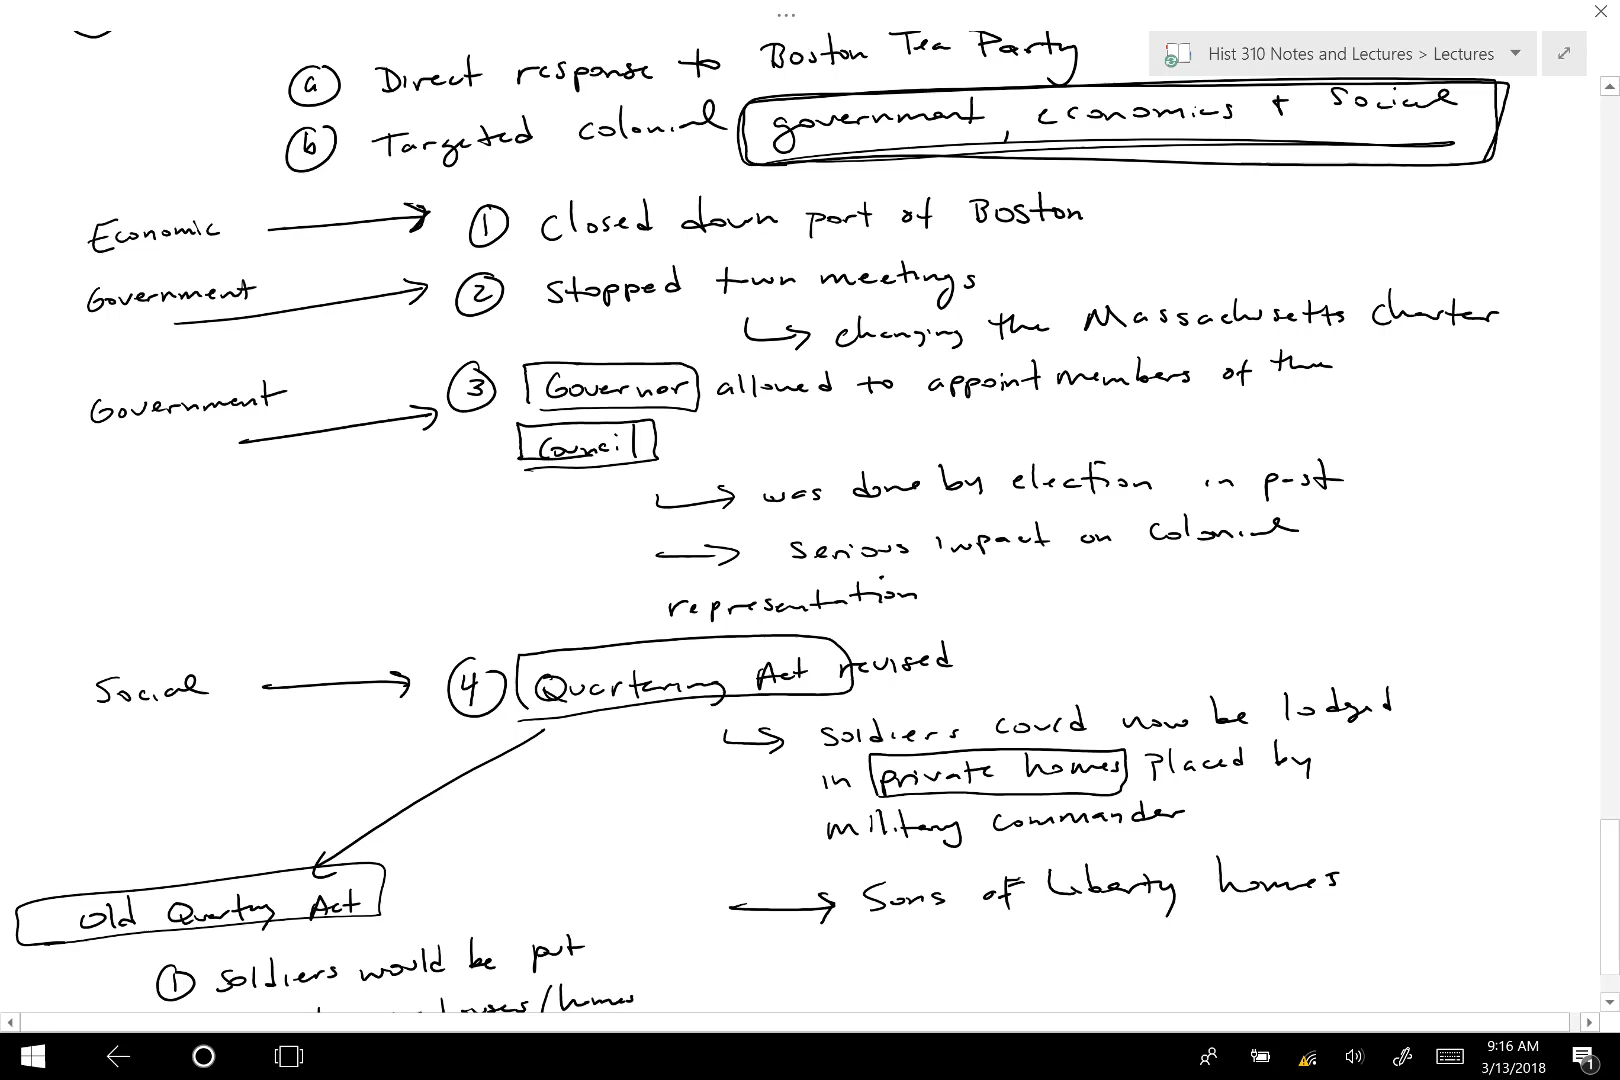 Hist 310 Notes and Lectures > Lectures
(a) Direct response to Boston Tea Party
(b) Targeted colonial government, economics + social
Economic → (1) Closed down port of Boston
Government → (2) Stopped twn meetings
↳ changing the Massachusetts charter
Government → (3) Governor allowed to appoint members of the
Council
↳ was done by election in past
→ serious impact on colonial
representation
Social → (4) Quartering Act revised
↳ Soldiers could now be lodged
in private homes placed by
military commander
→ Sons of Liberty homes
Old Quartring Act
(1) Soldiers would be put
/homes
9:16 AM
3/13/2018
1